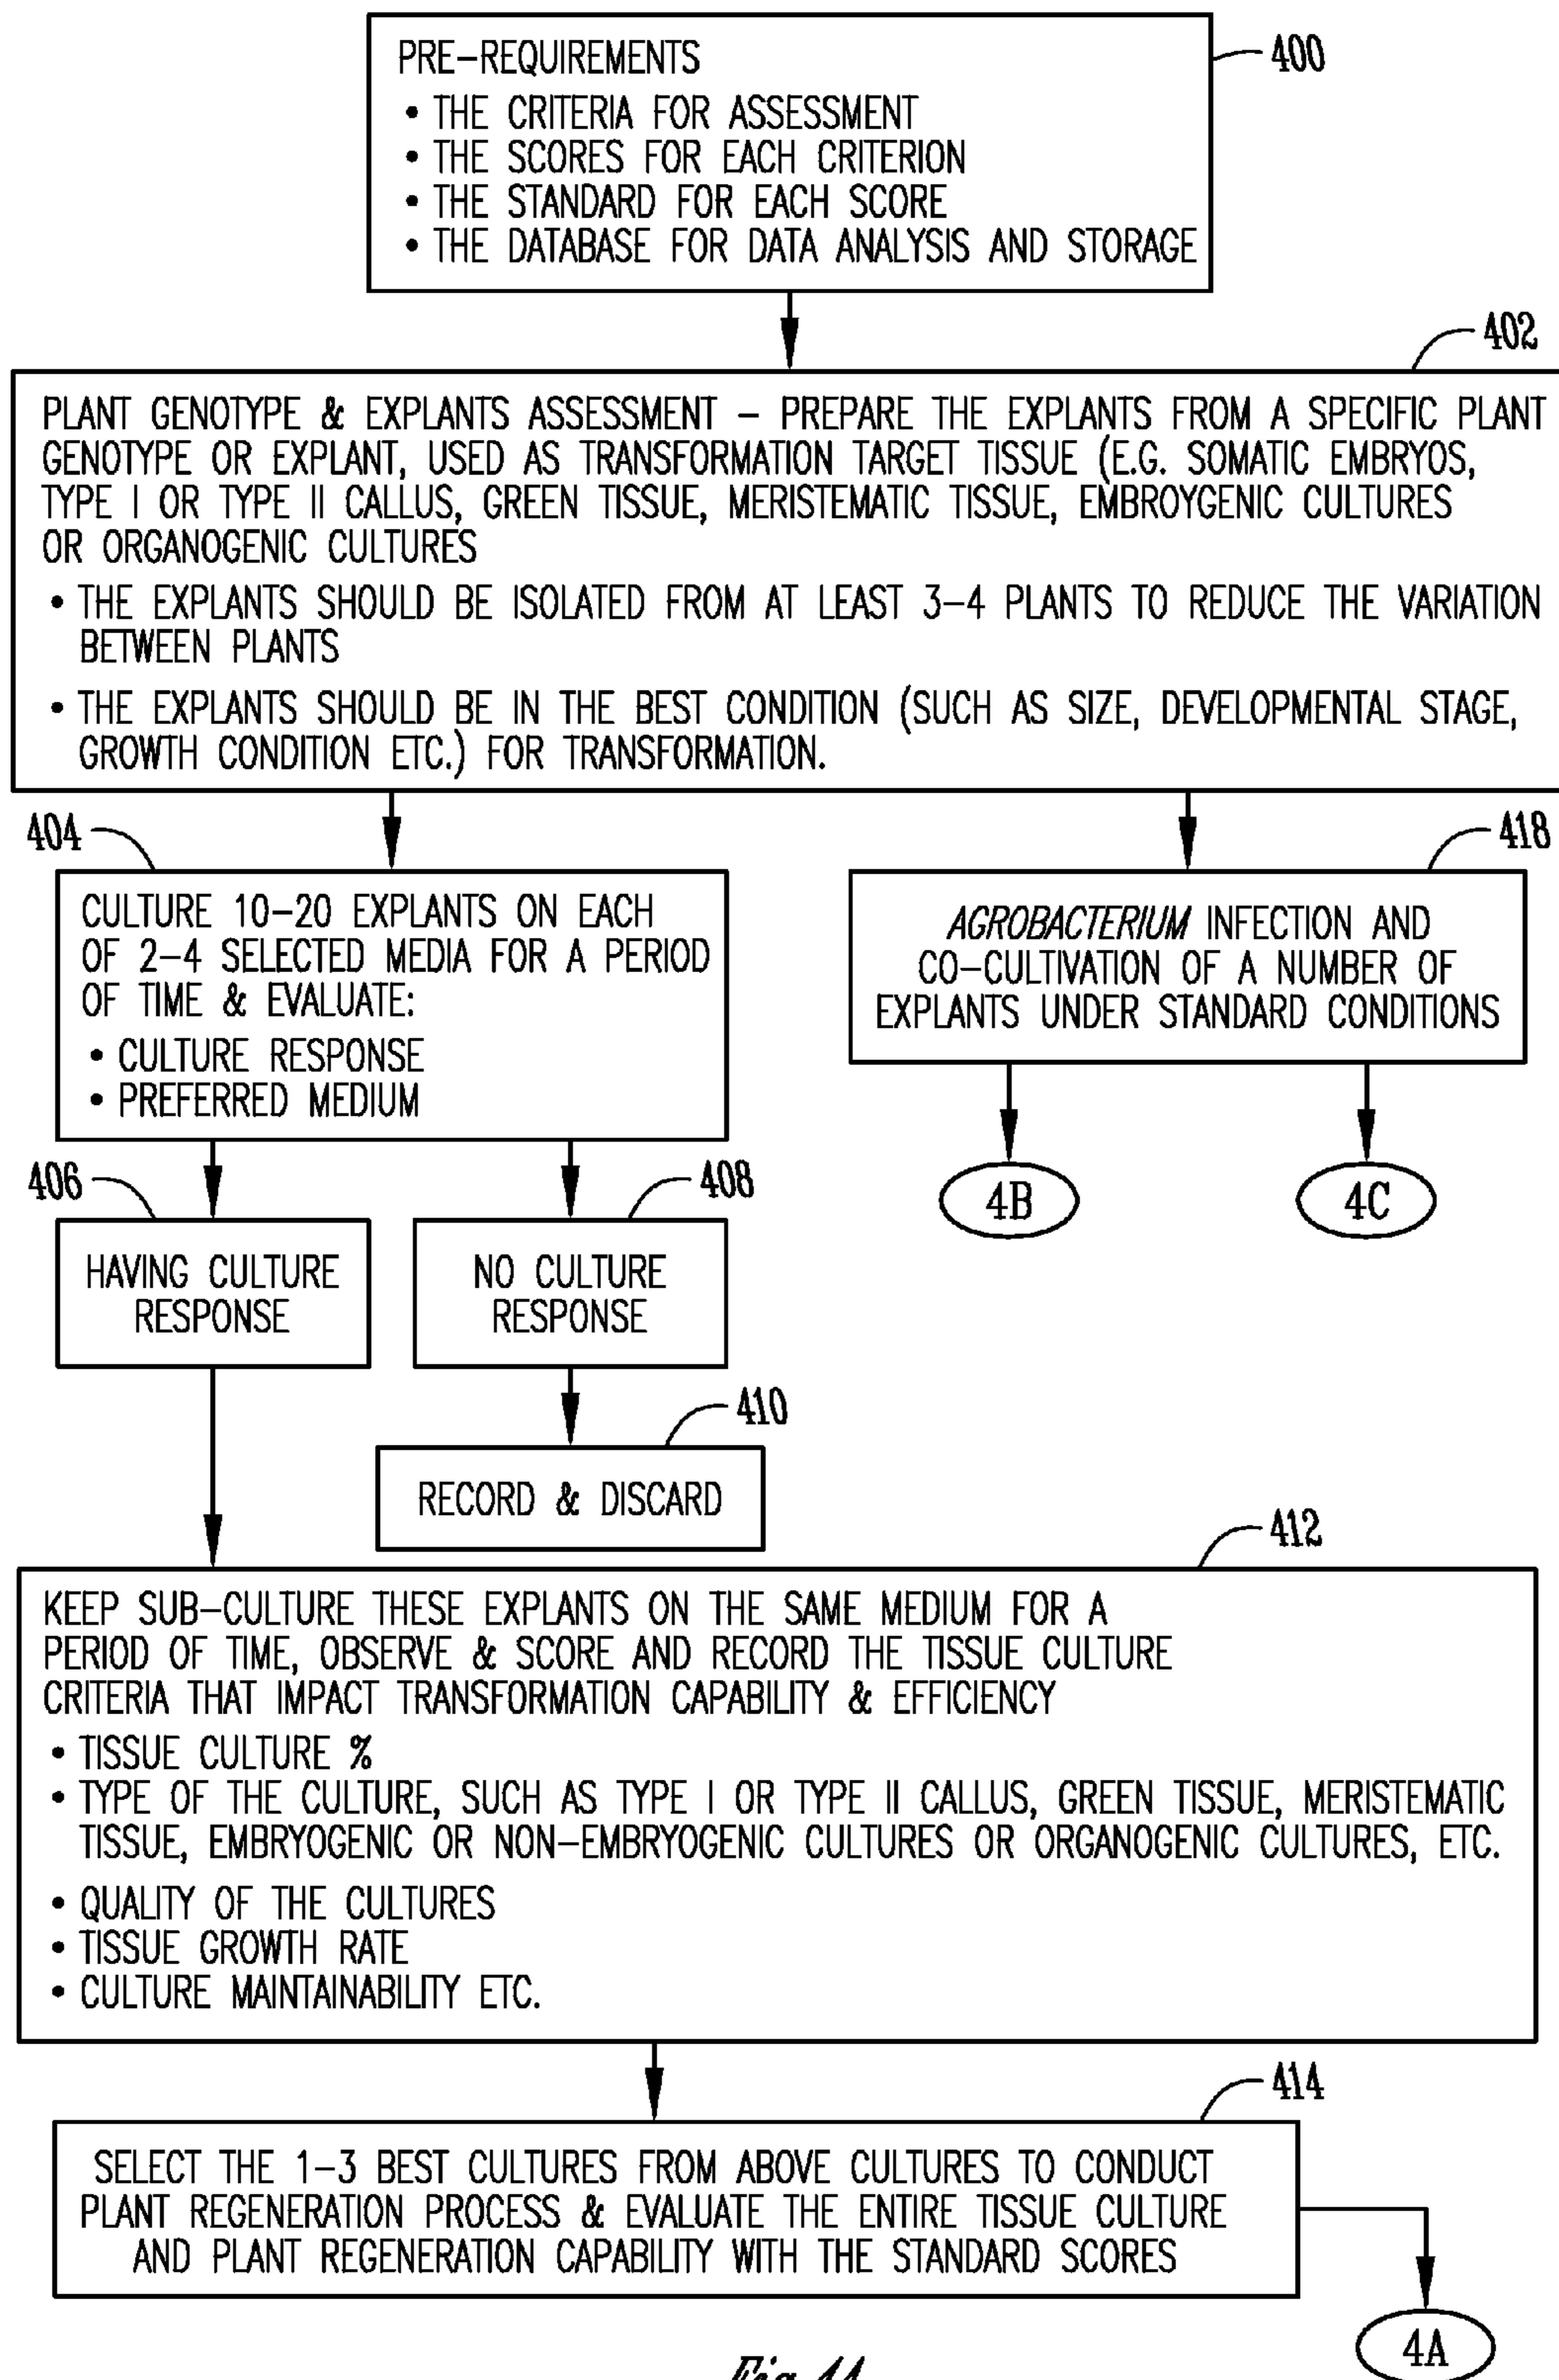 PRE-REQUIREMENTS
• THE CRITERIA FOR ASSESSMENT
• THE SCORES FOR EACH CRITERION
• THE STANDARD FOR EACH SCORE
• THE DATABASE FOR DATA ANALYSIS AND STORAGE
400
402
PLANT GENOTYPE & EXPLANTS ASSESSMENT – PREPARE THE EXPLANTS FROM A SPECIFIC PLANT
GENOTYPE OR EXPLANT, USED AS TRANSFORMATION TARGET TISSUE (E.G. SOMATIC EMBRYOS,
TYPE I OR TYPE II CALLUS, GREEN TISSUE, MERISTEMATIC TISSUE, EMBROYGENIC CULTURES
OR ORGANOGENIC CULTURES
• THE EXPLANTS SHOULD BE ISOLATED FROM AT LEAST 3-4 PLANTS TO REDUCE THE VARIATION
BETWEEN PLANTS
• THE EXPLANTS SHOULD BE IN THE BEST CONDITION (SUCH AS SIZE, DEVELOPMENTAL STAGE,
GROWTH CONDITION ETC.) FOR TRANSFORMATION.
404
CULTURE 10-20 EXPLANTS ON EACH
OF 2-4 SELECTED MEDIA FOR A PERIOD
OF TIME & EVALUATE:
• CULTURE RESPONSE
• PREFERRED MEDIUM
418
AGROBACTERIUM INFECTION AND
CO-CULTIVATION OF A NUMBER OF
EXPLANTS UNDER STANDARD CONDITIONS
4B
4C
406
HAVING CULTURE
RESPONSE
408
NO CULTURE
RESPONSE
410
RECORD & DISCARD
412
KEEP SUB-CULTURE THESE EXPLANTS ON THE SAME MEDIUM FOR A
PERIOD OF TIME, OBSERVE & SCORE AND RECORD THE TISSUE CULTURE
CRITERIA THAT IMPACT TRANSFORMATION CAPABILITY & EFFICIENCY
• TISSUE CULTURE %
• TYPE OF THE CULTURE, SUCH AS TYPE I OR TYPE II CALLUS, GREEN TISSUE, MERISTEMATIC
TISSUE, EMBRYOGENIC OR NON-EMBRYOGENIC CULTURES OR ORGANOGENIC CULTURES, ETC.
• QUALITY OF THE CULTURES
• TISSUE GROWTH RATE
• CULTURE MAINTAINABILITY ETC.
414
SELECT THE 1-3 BEST CULTURES FROM ABOVE CULTURES TO CONDUCT
PLANT REGENERATION PROCESS & EVALUATE THE ENTIRE TISSUE CULTURE
AND PLANT REGENERATION CAPABILITY WITH THE STANDARD SCORES
4A